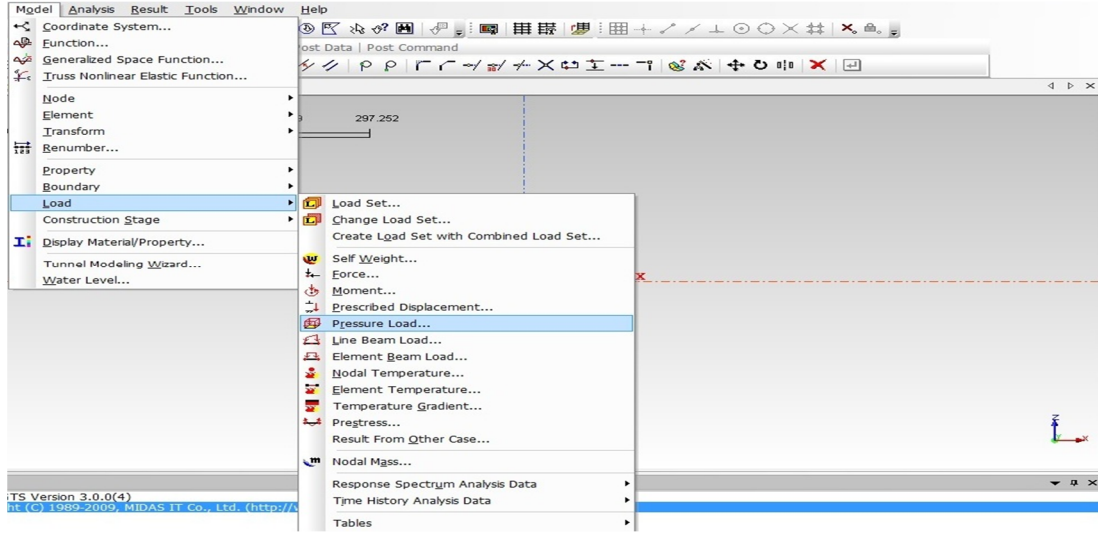 Model Analysis Result Tools Window Help
Coordinate System...
Function...
Generalized Space Function...
Truss Nonlinear Elastic Function...
Node
Element
Transform
Renumber...
Property
Boundary
Load
Construction Stage
Display Material/Property...
Tunnel Modeling Wizard...
Water Level...
ost Data | Post Command
297.252
Load Set...
Change Load Set...
Create Load Set with Combined Load Set...
Self Weight...
Force...
Moment...
Prescribed Displacement...
Pressure Load...
Line Beam Load...
Element Beam Load...
Nodal Temperature...
Element Temperature...
Temperature Gradient...
Prestress...
Result From Other Case...
Nodal Mass...
Response Spectrum Analysis Data
Time History Analysis Data
Tables
X
Z
X
TS Version 3.0.0(4)
ht (C) 1989-2009, MIDAS IT Co., Ltd. (http://